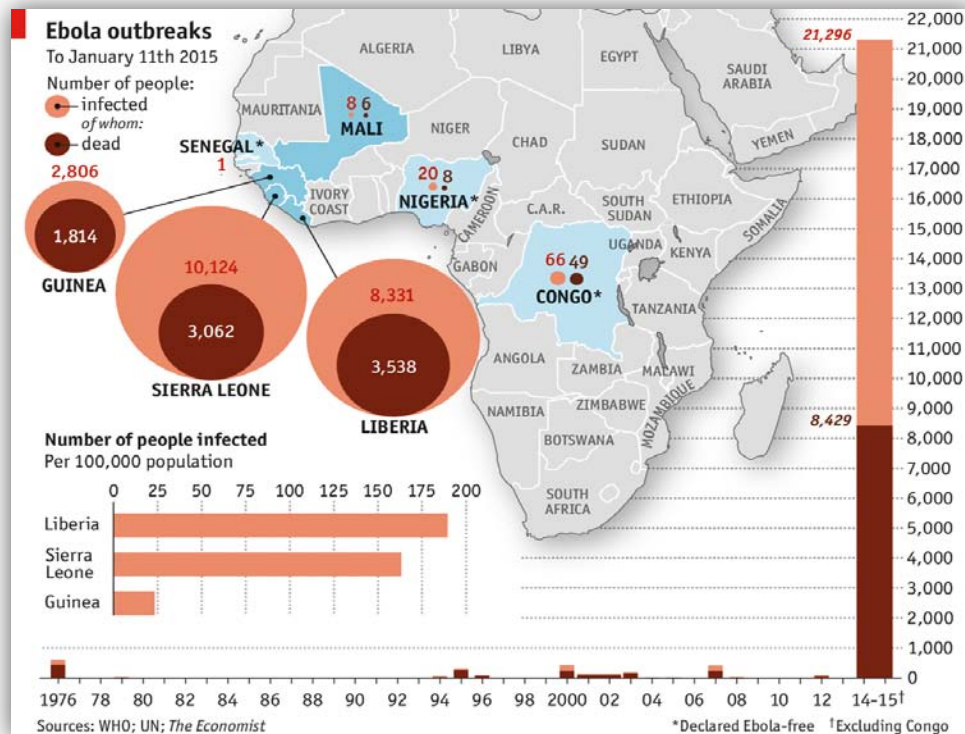 Ebola outbreaks
To January 11th 2015
Number of people:
infected
of whom:
dead
2,806
1,814
GUINEA
10,124
3,062
SIERRA LEONE
8,331
3,538
LIBERIA
SENEGAL*
1
8 6
MALI
20 8
NIGERIA*
66 49
CONGO*
ALGERIA
LIBYA
EGYPT
SAUDI
ARABIA
YEMEN
MAURITANIA
NIGER
CHAD
SUDAN
IVORY
COAST
CAMEROON
C.A.R.
SOUTH
SUDAN
ETHIOPIA
SOMALIA
GABON
UGANDA
KENYA
TANZANIA
ANGOLA
ZAMBIA
MALAWI
MOZAMBIQUE
NAMIBIA
ZIMBABWE
BOTSWANA
SOUTH
AFRICA
21,296
8,429
22,000
21,000
20,000
19,000
18,000
17,000
16,000
15,000
14,000
13,000
12,000
11,000
10,000
9,000
8,000
7,000
6,000
5,000
4,000
3,000
2,000
1,000
0
Number of people infected
Per 100,000 population
0 25 50 75 100 125 150 175 200
Liberia
Sierra
Leone
Guinea
1976 78 80 82 84 86 88 90 92 94 96 98 2000 02 04 06 08 10 12 14-15†
Sources: WHO; UN; The Economist
*Declared Ebola-free †Excluding Congo